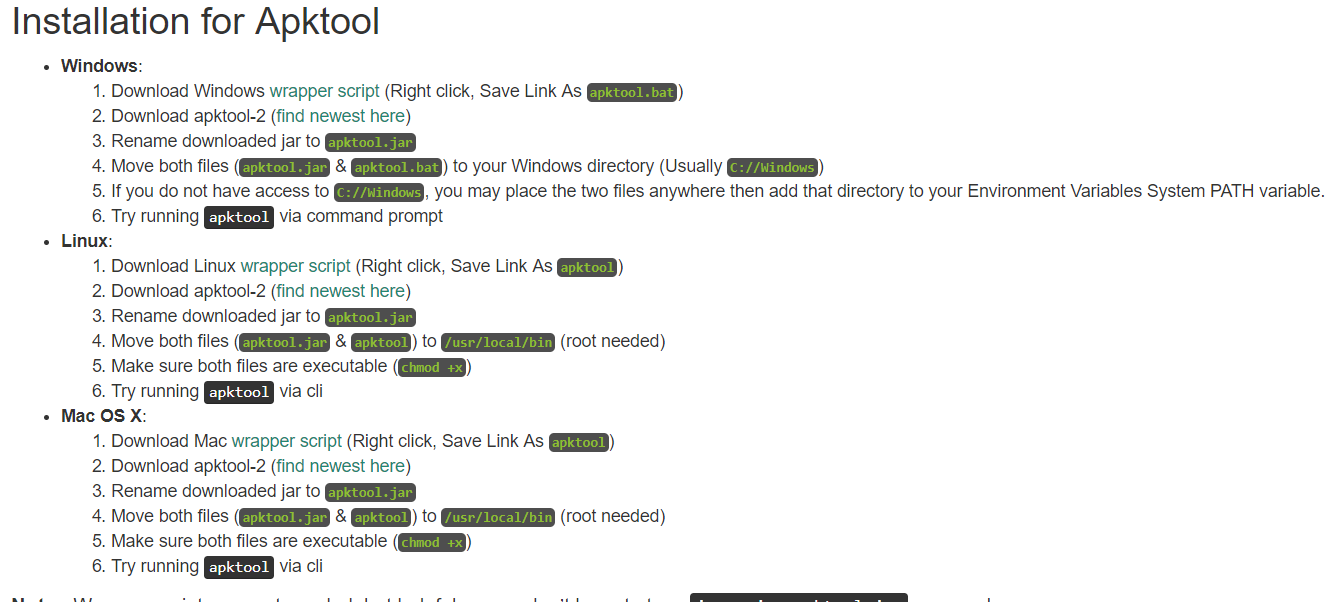 Installation for Apktool
• Windows:
1. Download Windows wrapper script (Right click, Save Link As apktool.bat)
2. Download apktool-2 (find newest here)
3. Rename downloaded jar to apktool.jar
4. Move both files (apktool.jar & apktool.bat) to your Windows directory (Usually C://Windows)
5. If you do not have access to C://Windows, you may place the two files anywhere then add that directory to your Environment Variables System PATH variable.
6. Try running apktool via command prompt
• Linux:
1. Download Linux wrapper script (Right click, Save Link As apktool)
2. Download apktool-2 (find newest here)
3. Rename downloaded jar to apktool.jar
4. Move both files (apktool.jar & apktool) to /usr/local/bin (root needed)
5. Make sure both files are executable (chmod +x)
6. Try running apktool via cli
• Mac OS X:
1. Download Mac wrapper script (Right click, Save Link As apktool)
2. Download apktool-2 (find newest here)
3. Rename downloaded jar to apktool.jar
4. Move both files (apktool.jar & apktool) to /usr/local/bin (root needed)
5. Make sure both files are executable (chmod +x)
6. Try running apktool via cli